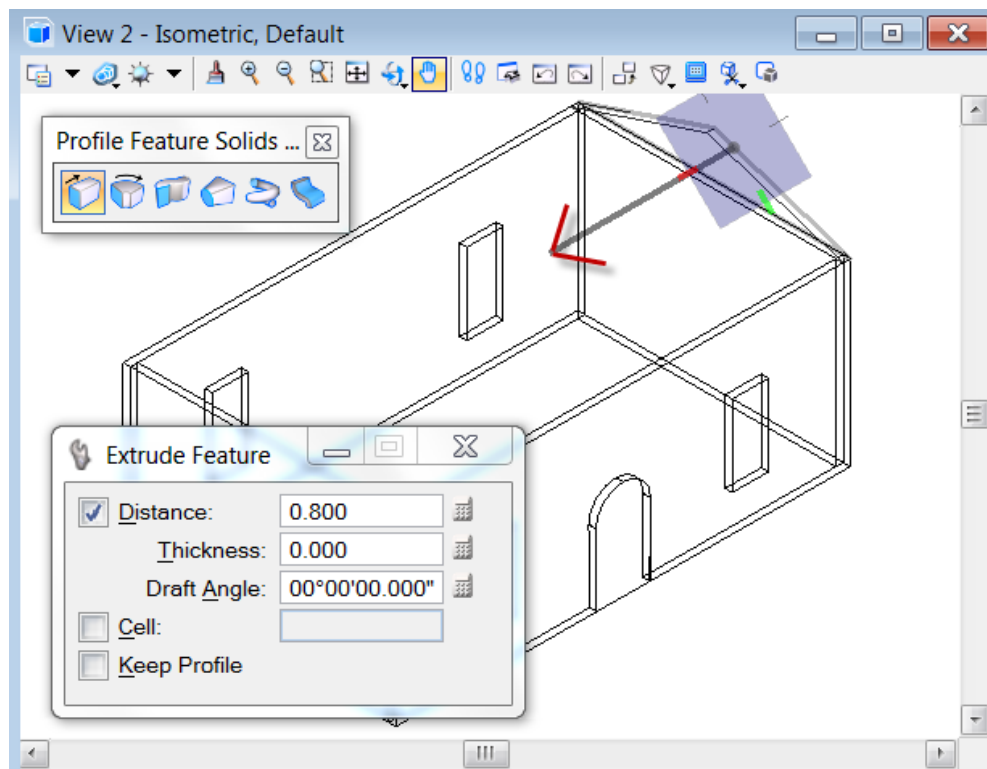 View 2 - Isometric, Default
Profile Feature Solids ...
Extrude Feature
Distance: 0.800
Thickness: 0.000
Draft Angle: 00°00'00.000"
Cell:
Keep Profile